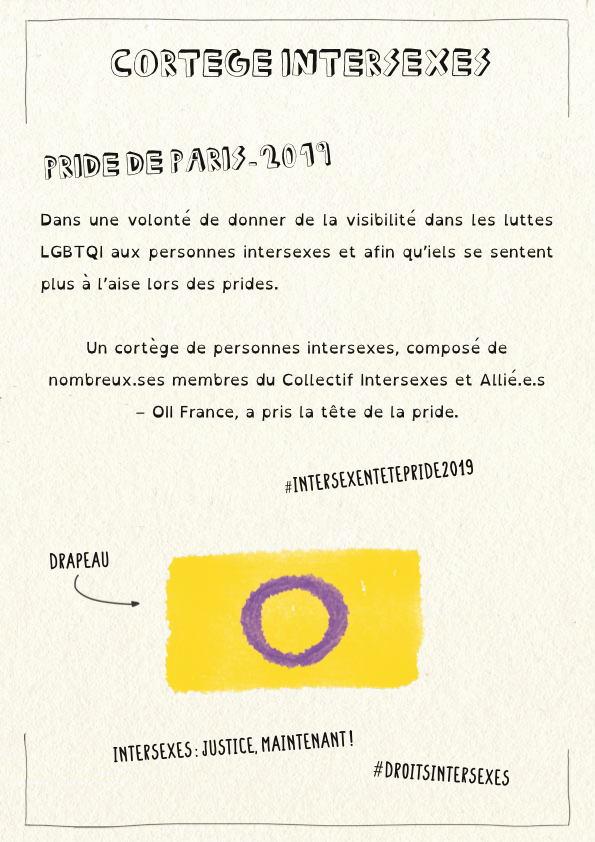 CORTEGE INTERSEXES
PRIDE DE PARIS-2019
Dans une volonté de donner de la visibilité dans les luttes
LGBTQI aux personnes intersexes et afin qu'iels se sentent
plus à l'aise lors des prides.
Un cortège de personnes intersexes, composé de
nombreux.ses membres du Collectif Intersexes et Allié.e.s
– OII France, a pris la tête de la pride.
#INTERSEXENTETEPRIDE2019
DRAPEAU
INTERSEXES : JUSTICE, MAINTENANT !
#DROITSINTERSEXES